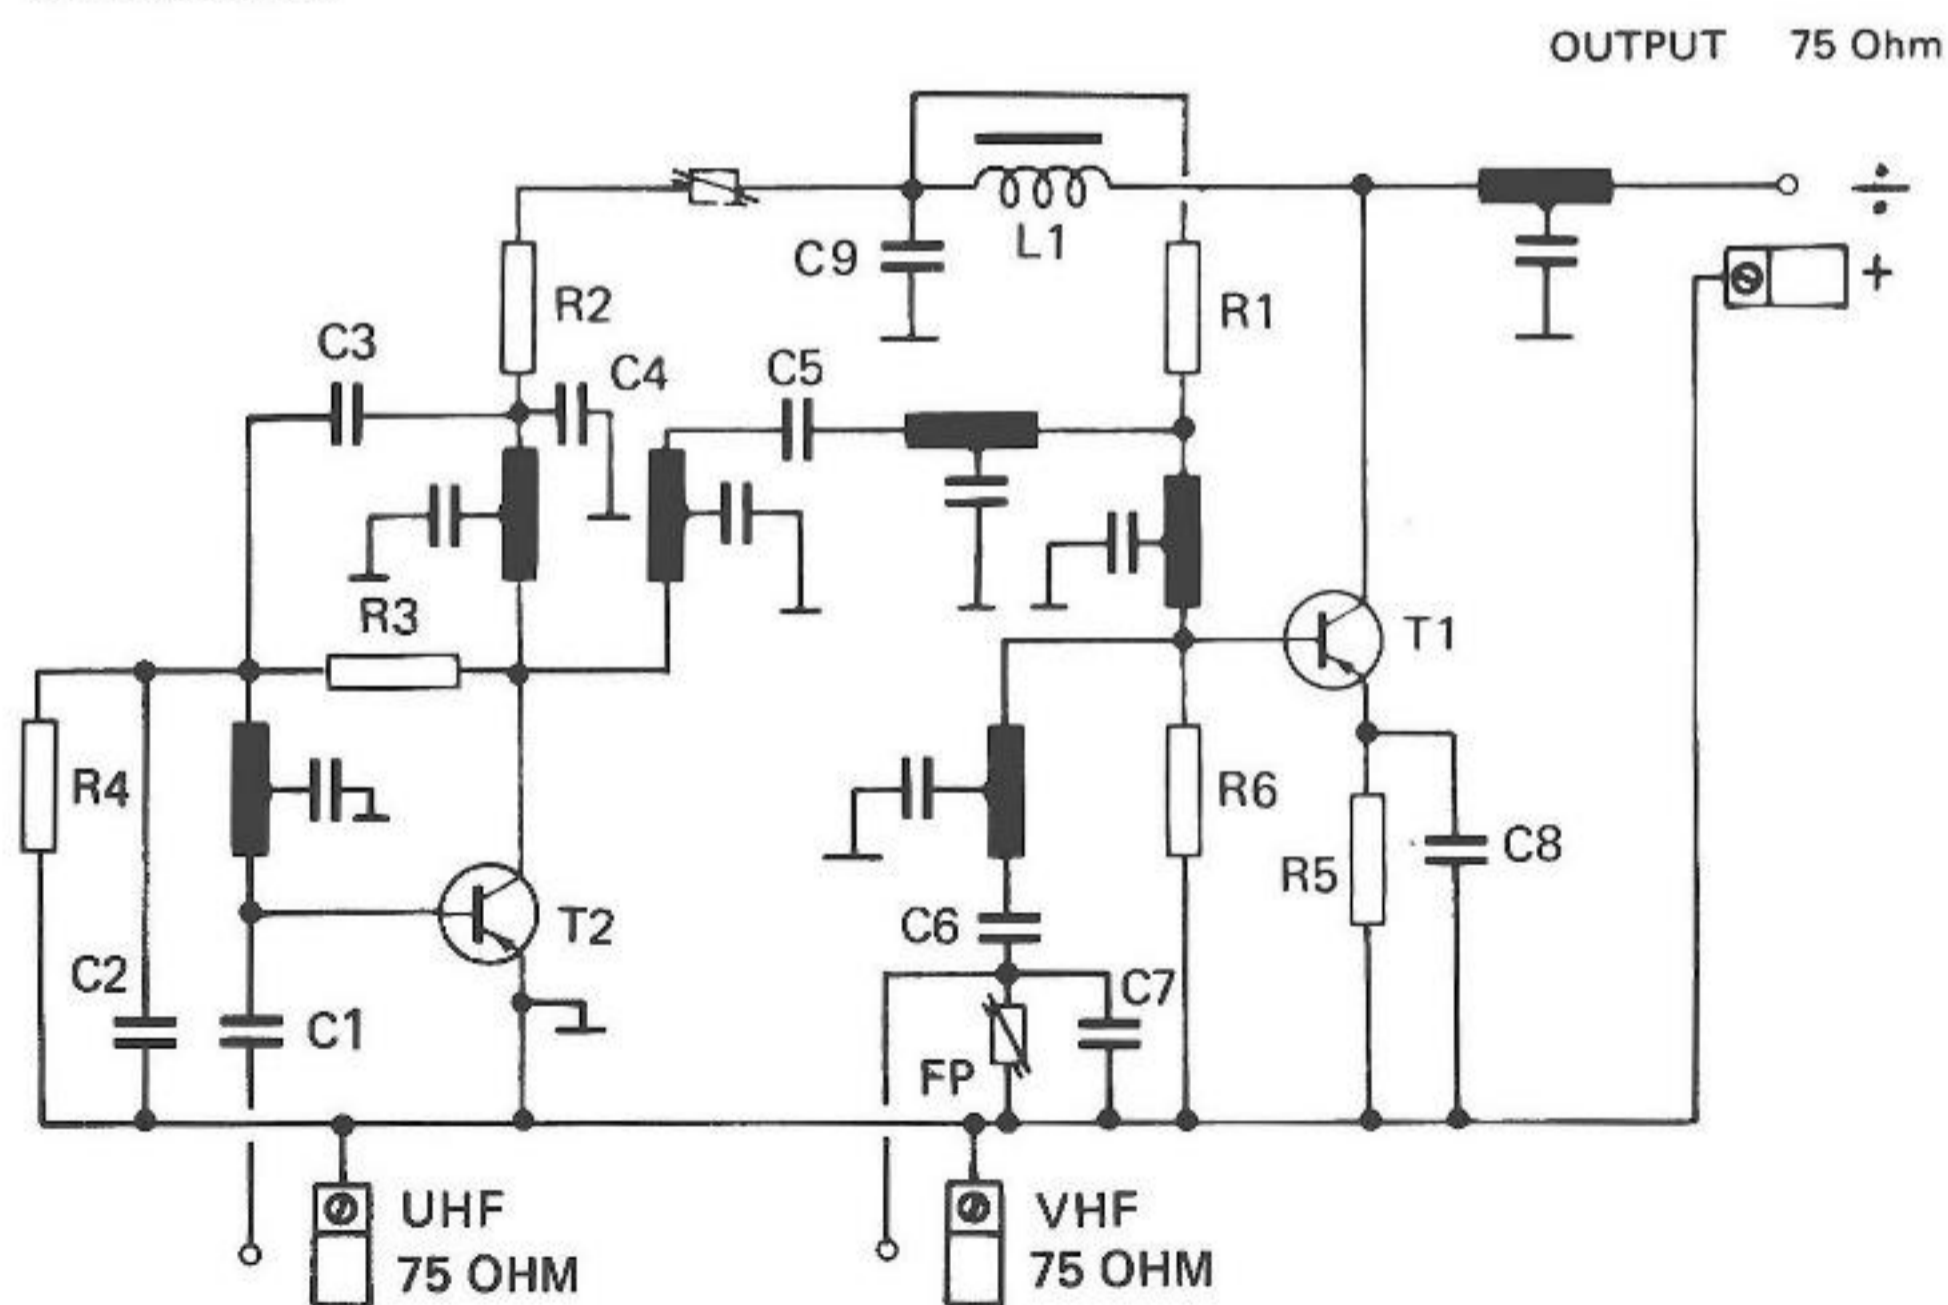 OUTPUT 75 Ohm
÷
+
C9
L1
R2
R1
C3
C4
C5
R3
T1
R4
R6
R5
C8
C6
T2
C2
C7
C1
FP
UHF
75 OHM
VHF
75 OHM